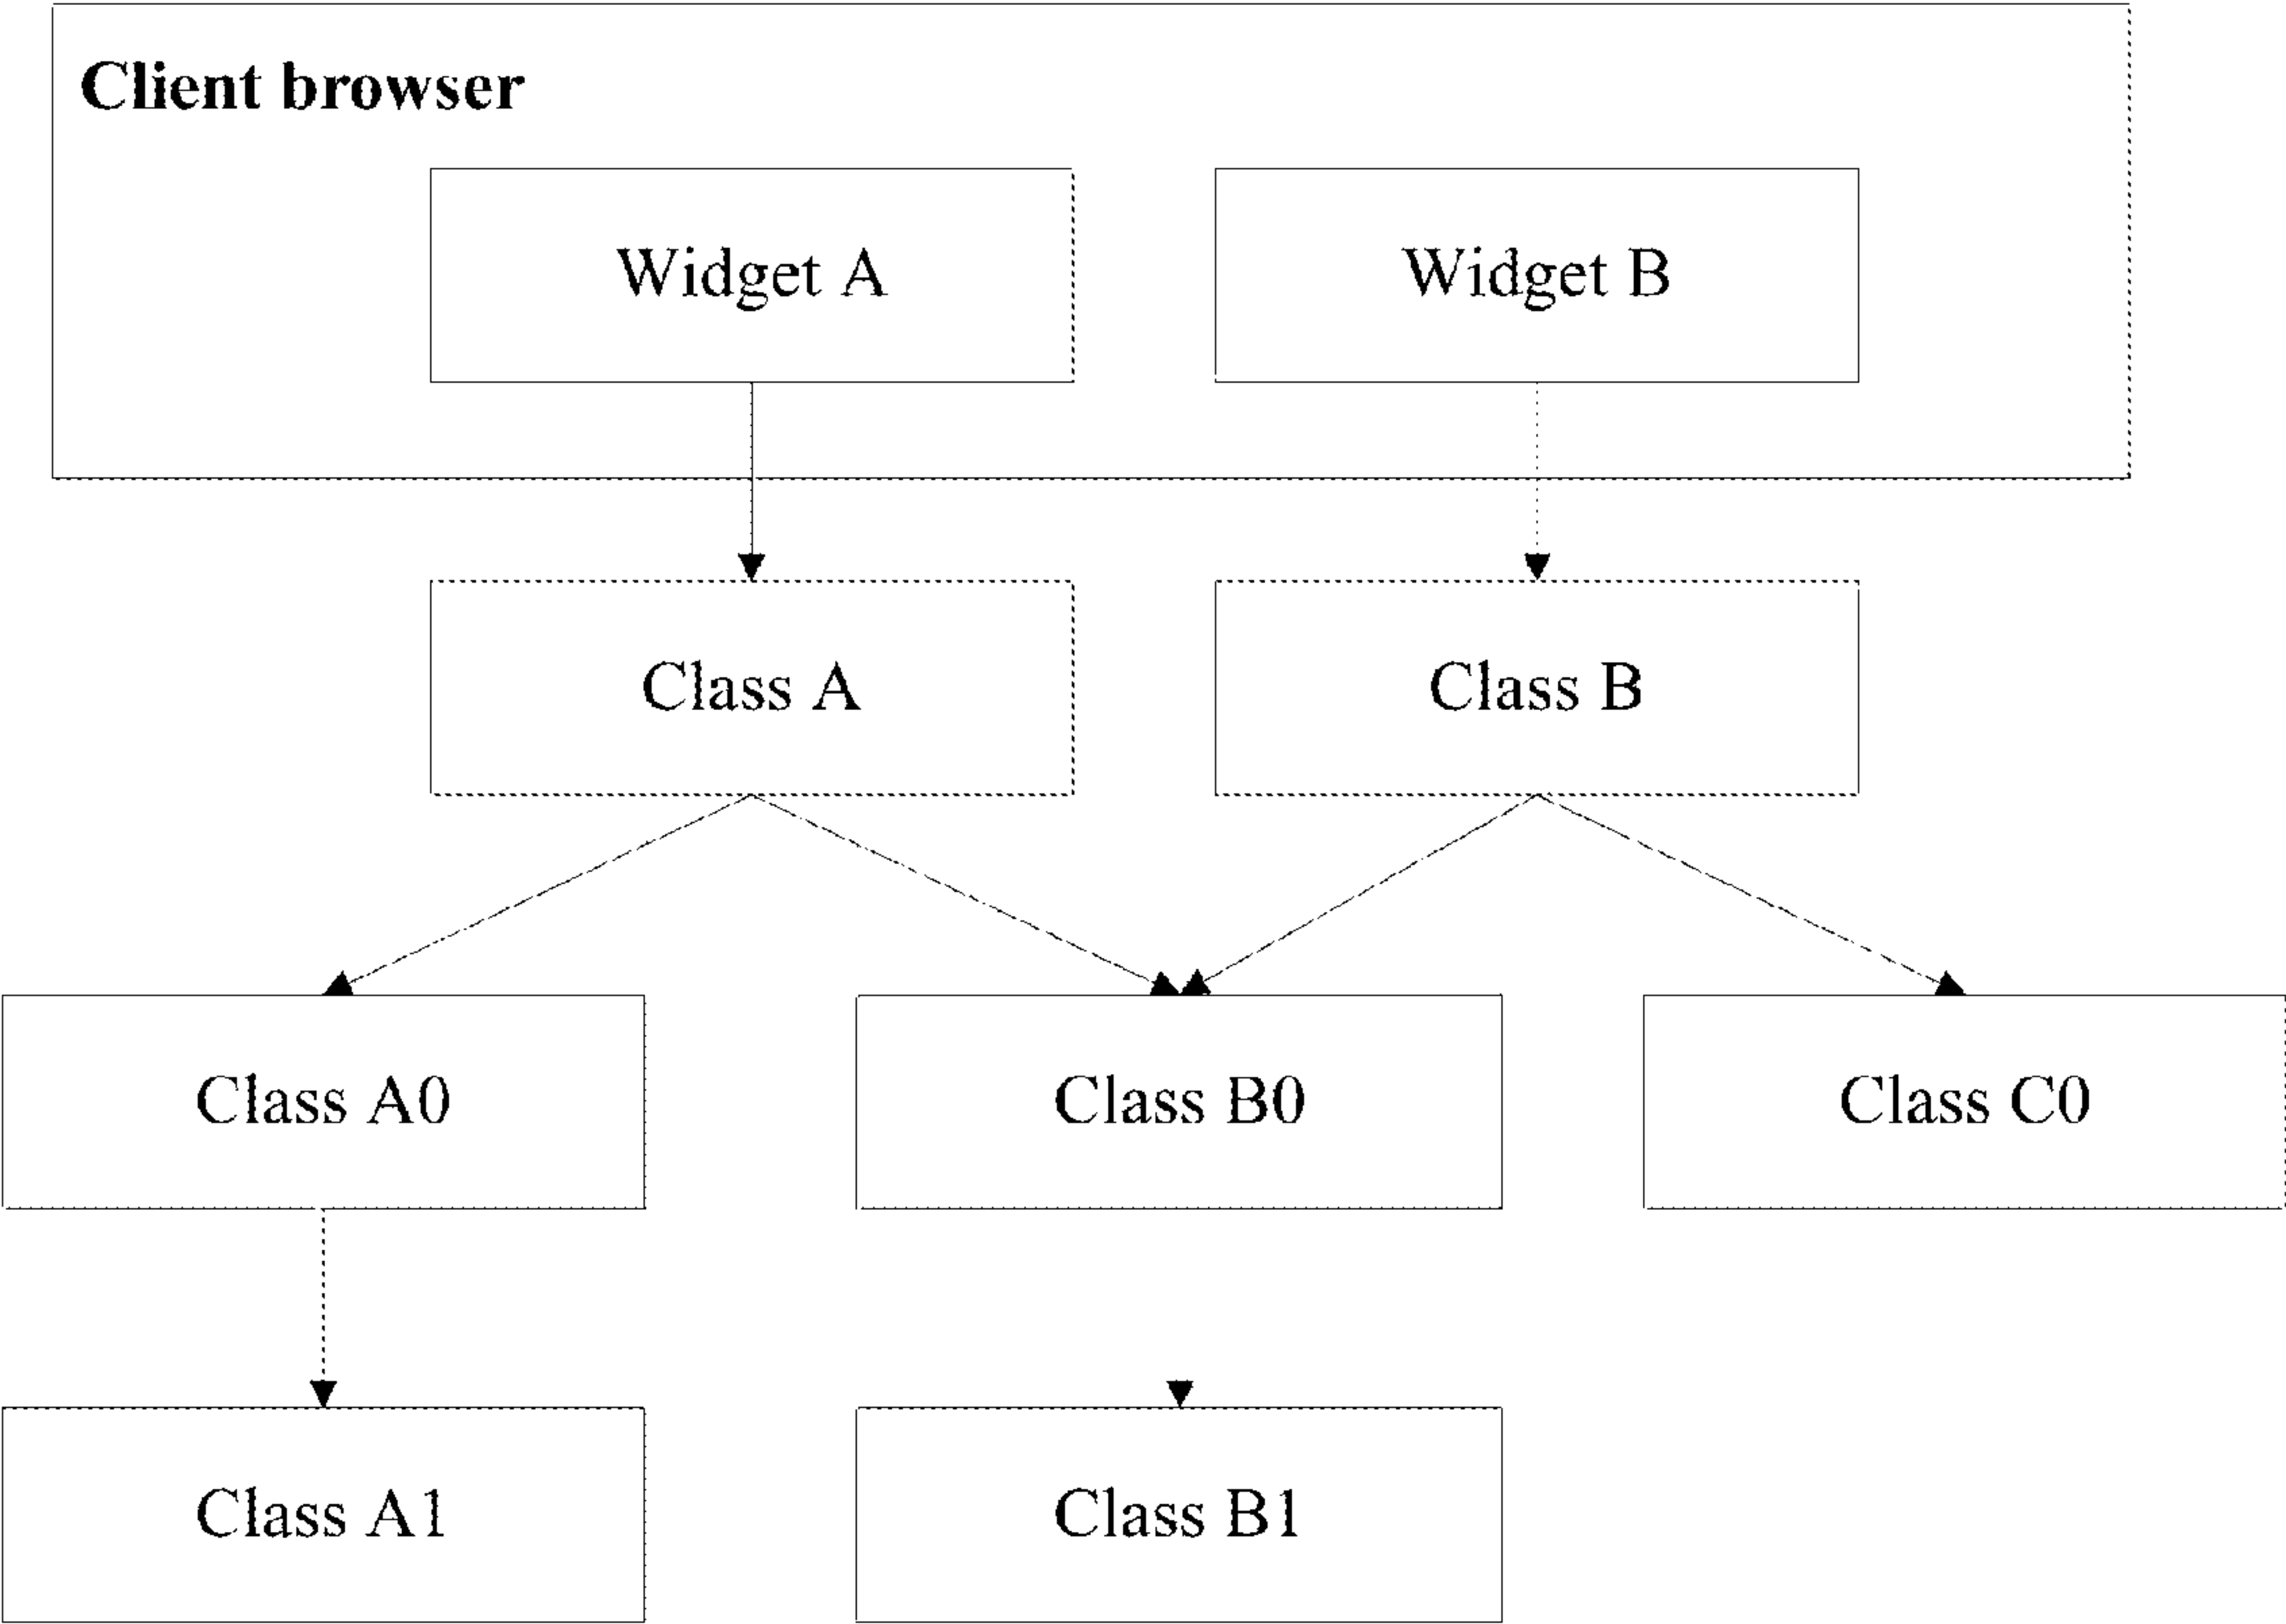 Client browser
Widget A
Widget B
Class A
Class B
Class A0
Class B0
Class C0
Class A1
Class B1